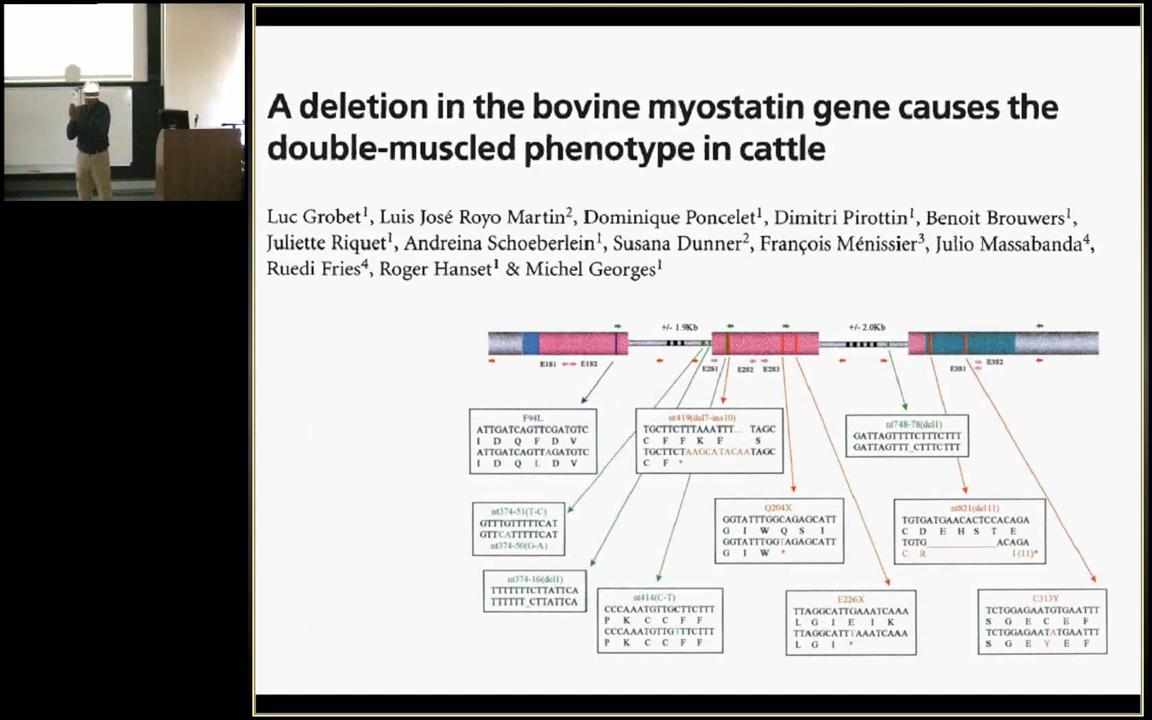 A deletion in the bovine myostatin gene causes the
double-muscled phenotype in cattle
Luc Grobet¹, Luis José Royo Martin², Dominique Poncelet¹, Dimitri Pirottin¹, Benoit Brouwers¹,
Juliette Riquet¹, Andreina Schoeberlein¹, Susana Dunner², François Ménissier³, Julio Massabanda⁴,
Ruedi Fries⁴, Roger Hanset¹ & Michel Georges¹
+/- 1.9Kb
+/- 2.0Kb
E1S1 E1S2
E2S1 E2S2 E2S3
E3S1 E3S2
F94L
ATTGATCAGTTCGATGTC
I D Q F D V
ATTGATCAGTTAGATGTC
I D Q L D V
nt419(del7-ins10)
TGCTTCTTTAAATTT... TAGC
C F F K F S
TGCTTCTAAGCATACAATAGC
C F *
nt748-78(del1)
GATTAGTTTTCTTTCTTT
GATTAGTTT_CTTTCTTT
nt374-51(T-C)
GTTTGTTTTTCAT
GTTCATTTTTCAT
nt374-50(G-A)
Q204X
GGTATTTGGCAGAGCATT
G I W Q S I
GGTATTTGGTAGAGCATT
G I W *
nt821(del11)
TGTGATGAACACTCCACAGA
C D E H S T E
TGTG___________ACAGA
C R I(11)*
nt374-16(del1)
TTTTTTTCTTATTCA
TTTTTT_CTTATTCA
nt414(C-T)
CCCAAATGTTGCTTCTTT
P K C C F F
CCCAAATGTTGTTTCTTT
P K C C F F
E226X
TTAGGCATTGAAATCAAA
L G I E I K
TTAGGCATTTAAATCAAA
L G I *
C313Y
TCTGGAGAATGTGAATTT
S G E C E F
TCTGGAGAATATGAATTT
S G E Y E F